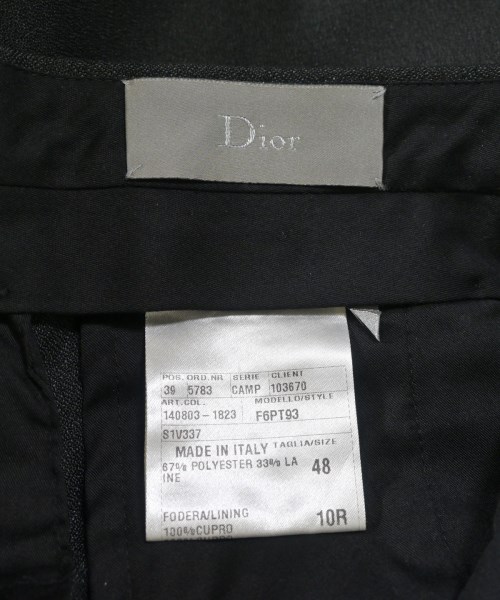 Dior
POS. ORD.NR. SERIE CLIENT
39 5783 CAMP 103670
ART.COL. MODELLO/STYLE
140803-1823 F6PT93
S1V337
MADE IN ITALY TAGLIA/SIZE
67% POLYESTER 33% LA
INE
48
FODERA/LINING 10R
100%CUPRO